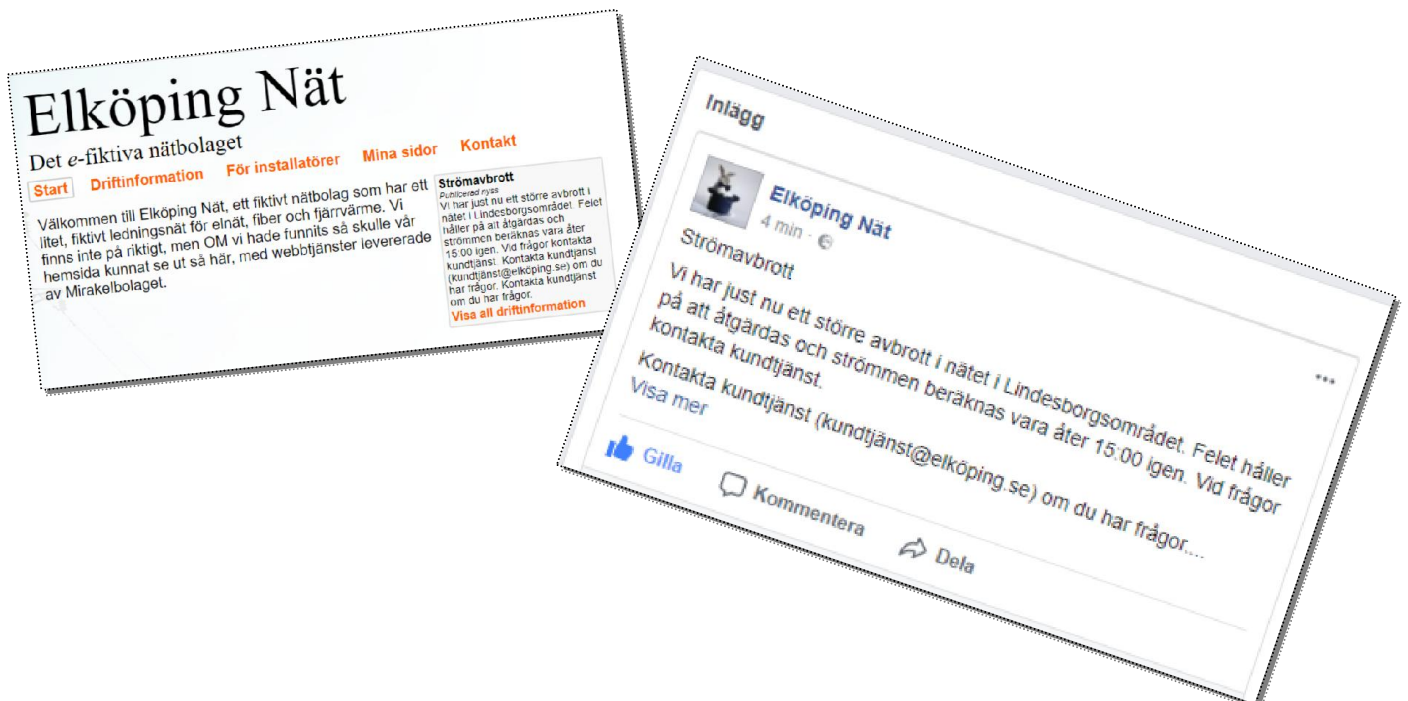 Elköping Nät
Det e-fiktiva nätbolaget
Start Driftinformation För installatörer Mina sidor Kontakt
Välkommen till Elköping Nät, ett fiktivt nätbolag som har ett
litet, fiktivt ledningsnät för elnät, fiber och fjärrvärme. Vi
finns inte på riktigt, men OM vi hade funnits så skulle vår
hemsida kunnat se ut så här, med webbtjänster levererade
av Mirakelbolaget.
Strömavbrott
Publicerad nyss
Vi har just nu ett större avbrott i
nätet i Lindesborgsområdet. Felet
håller på att åtgärdas och
strömmen beräknas vara åter
15:00 igen. Vid frågor kontakta
kundtjänst. Kontakta kundtjänst
(kundtjänst@elköping.se) om du
har frågor. Kontakta kundtjänst
om du har frågor.
Visa all driftinformation
Inlägg
Elköping Nät
4 min ·
Strömavbrott
Vi har just nu ett större avbrott i nätet i Lindesborgsområdet. Felet håller
på att åtgärdas och strömmen beräknas vara åter 15:00 igen. Vid frågor
kontakta kundtjänst.
Kontakta kundtjänst (kundtjänst@elköping.se) om du har frågor....
Visa mer
Gilla Kommentera Dela